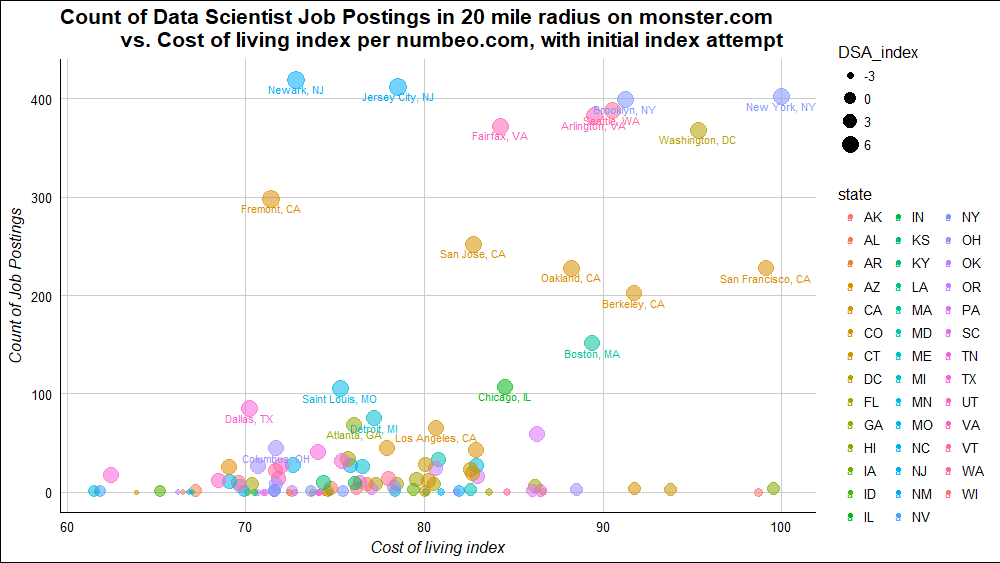 Count of Data Scientist Job Postings in 20 mile radius on monster.com
vs. Cost of living index per numbeo.com, with initial index attempt
Count of Job Postings
400
300
200
100
0
Newark, NJ
Jersey City, NJ
Brooklyn, NY
New York, NY
Seattle, WA
Arlington, VA
Fairfax, VA
Washington, DC
Fremont, CA
San Jose, CA
Oakland, CA
San Francisco, CA
Berkeley, CA
Boston, MA
Chicago, IL
Saint Louis, MO
Dallas, TX
Detroit, MI
Atlanta, GA
Los Angeles, CA
Columbus, OH
60
70
80
90
100
Cost of living index
DSA_index
-3
0
3
6
state
AK
AL
AR
AZ
CA
CO
CT
DC
FL
GA
HI
IA
ID
IL
IN
KS
KY
LA
MA
MD
ME
MI
MN
MO
NC
NJ
NM
NV
NY
OH
OK
OR
PA
SC
TN
TX
UT
VA
VT
WA
WI